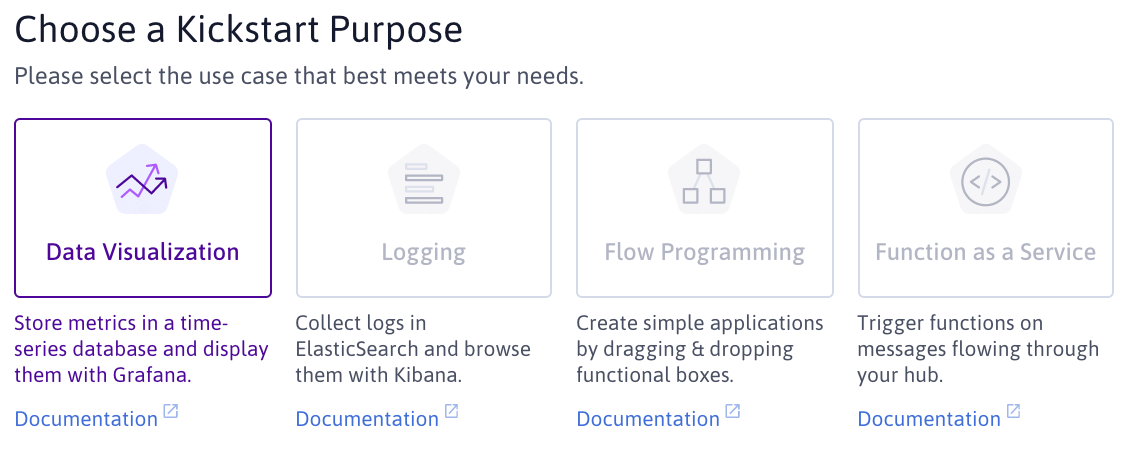 Choose a Kickstart Purpose
Please select the use case that best meets your needs.
Data Visualization
Store metrics in a time-
series database and display
them with Grafana.
Documentation
Logging
Collect logs in
ElasticSearch and browse
them with Kibana.
Documentation
Flow Programming
Create simple applications
by dragging & dropping
functional boxes.
Documentation
Function as a Service
Trigger functions on
messages flowing through
your hub.
Documentation